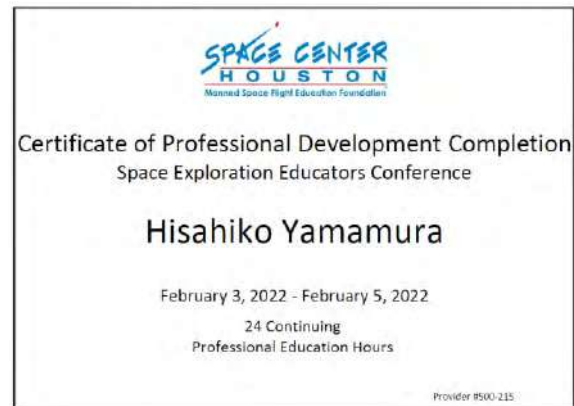 SPACE CENTER
HOUSTON
Manned Space Flight Education Foundation
Certificate of Professional Development Completion
Space Exploration Educators Conference
Hisahiko Yamamura
February 3, 2022 - February 5, 2022
24 Continuing
Professional Education Hours
Provider #500-215